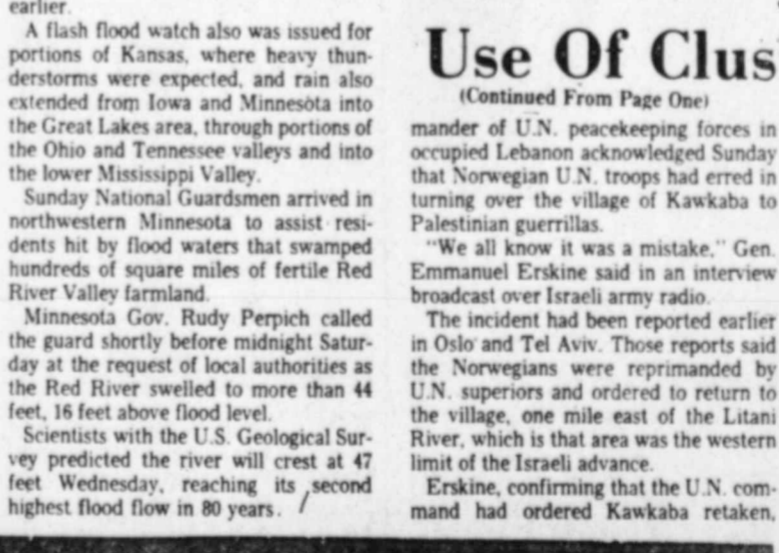 earlier.
A flash flood watch also was issued for
portions of Kansas, where heavy thun-
derstorms were expected, and rain also
extended from Iowa and Minnesota into
the Great Lakes area, through portions of
the Ohio and Tennessee valleys and into
the lower Mississippi Valley.
Sunday National Guardsmen arrived in
northwestern Minnesota to assist resi-
dents hit by flood waters that swamped
hundreds of square miles of fertile Red
River Valley farmland.
Minnesota Gov. Rudy Perpich called
the guard shortly before midnight Satur-
day at the request of local authorities as
the Red River swelled to more than 44
feet, 16 feet above flood level.
Scientists with the U.S. Geological Sur-
vey predicted the river will crest at 47
feet Wednesday, reaching its second
highest flood flow in 80 years.
Use Of Clus
(Continued From Page One)
mander of U.N. peacekeeping forces in
occupied Lebanon acknowledged Sunday
that Norwegian U.N. troops had erred in
turning over the village of Kawkaba to
Palestinian guerrillas.
"We all know it was a mistake," Gen.
Emmanuel Erskine said in an interview
broadcast over Israeli army radio.
The incident had been reported earlier
in Oslo and Tel Aviv. Those reports said
the Norwegians were reprimanded by
U.N. superiors and ordered to return to
the village, one mile east of the Litani
River, which is that area was the western
limit of the Israeli advance.
Erskine, confirming that the U.N. com-
mand had ordered Kawkaba retaken,